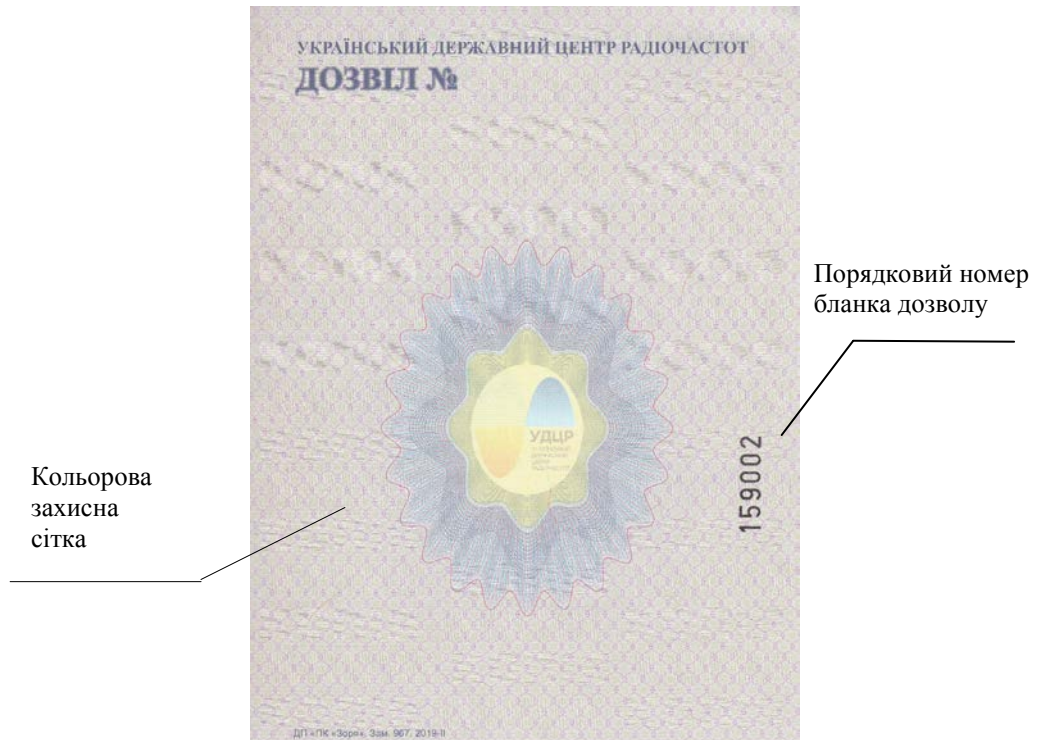 УКРАЇНСЬКИЙ ДЕРЖАВНИЙ ЦЕНТР РАДІОЧАСТОТ
ДОЗВІЛ №
Порядковий номер
бланка дозволу
УДЦР
159002
Кольорова
захисна
сітка
ДП «ПК «Зоря». Зам. 967. 2019-ІІ